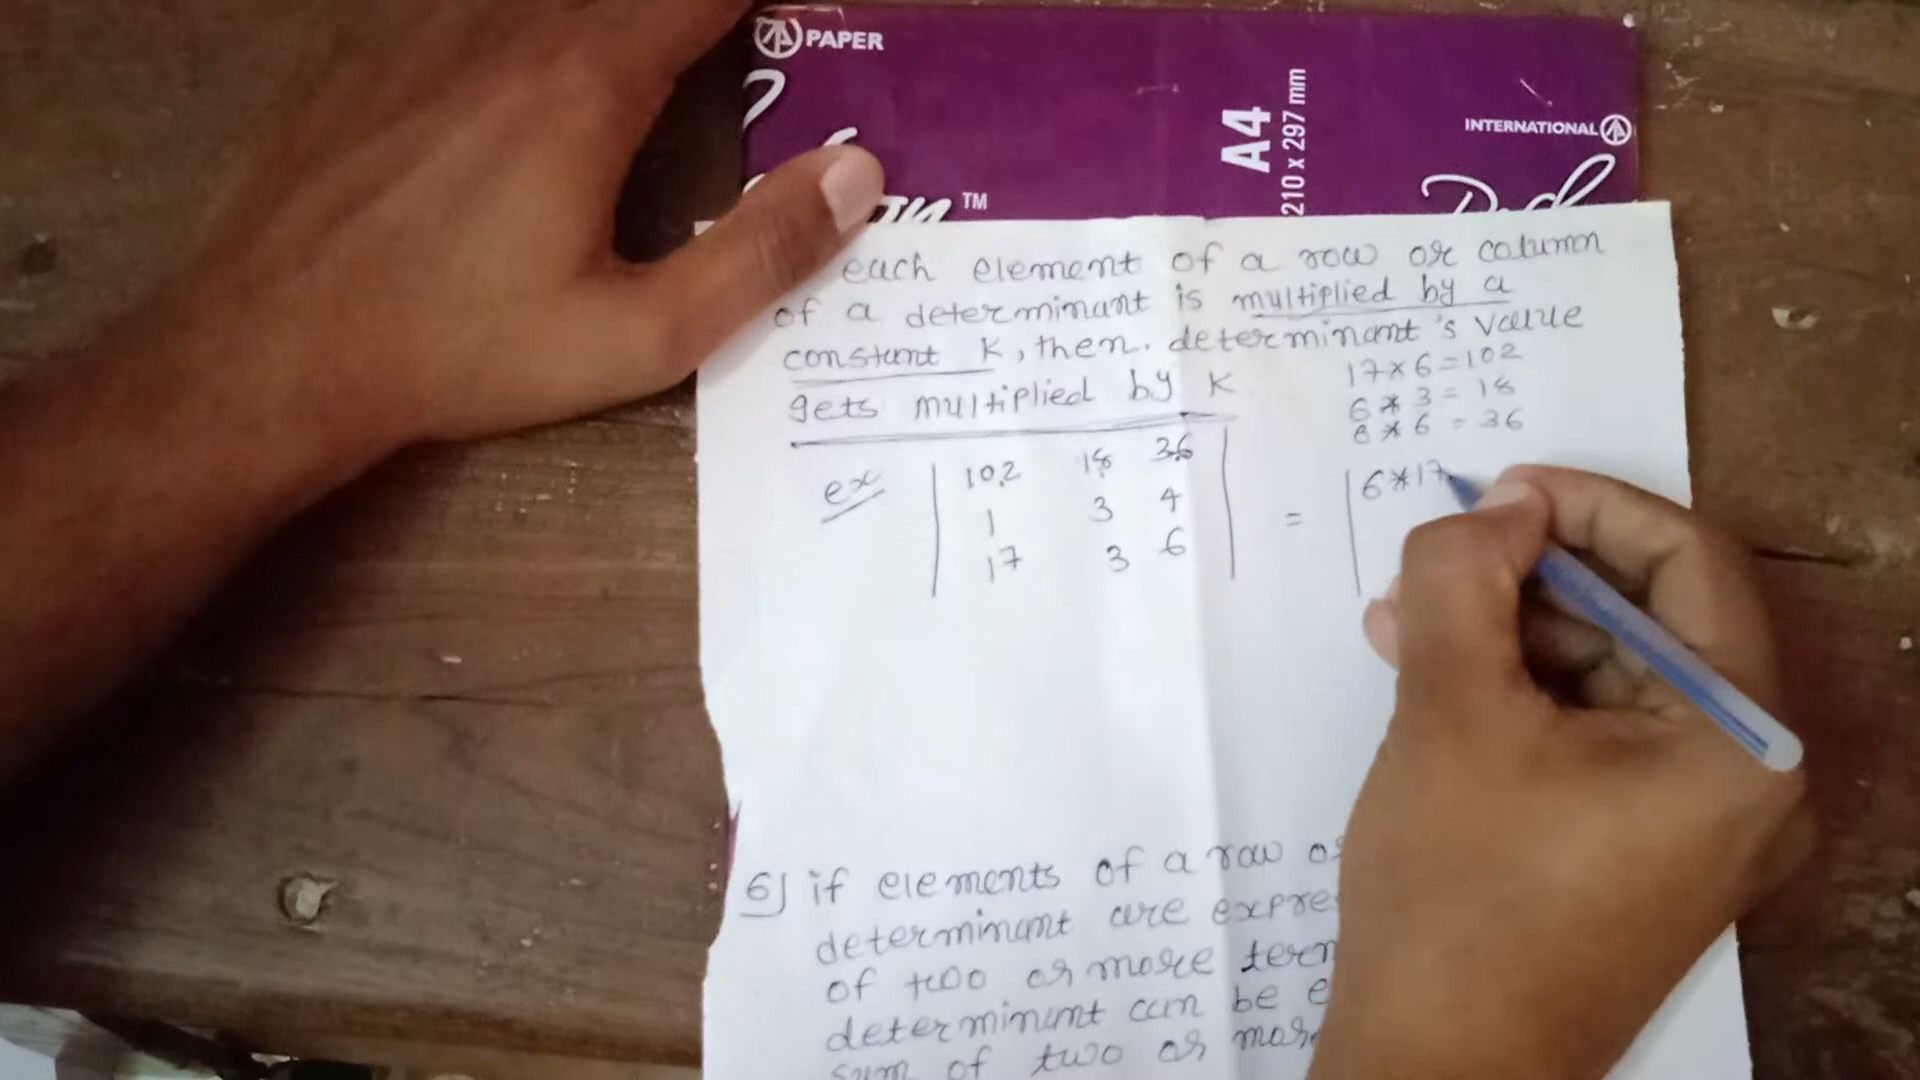 PAPER
A4
210 x 297 mm
INTERNATIONAL
TM
each element of a row or column
of a determinant is multiplied by a
constant K, then. determinant's value
gets multiplied by K
17 × 6 = 102
6 * 3 = 18
6 * 6 = 36
ex | 102 18 36 | = | 6*17
1 3 4
17 3 6
6) if elements of a row or
determinant are expre
of two or more term
determinant can be e
sum of two or more